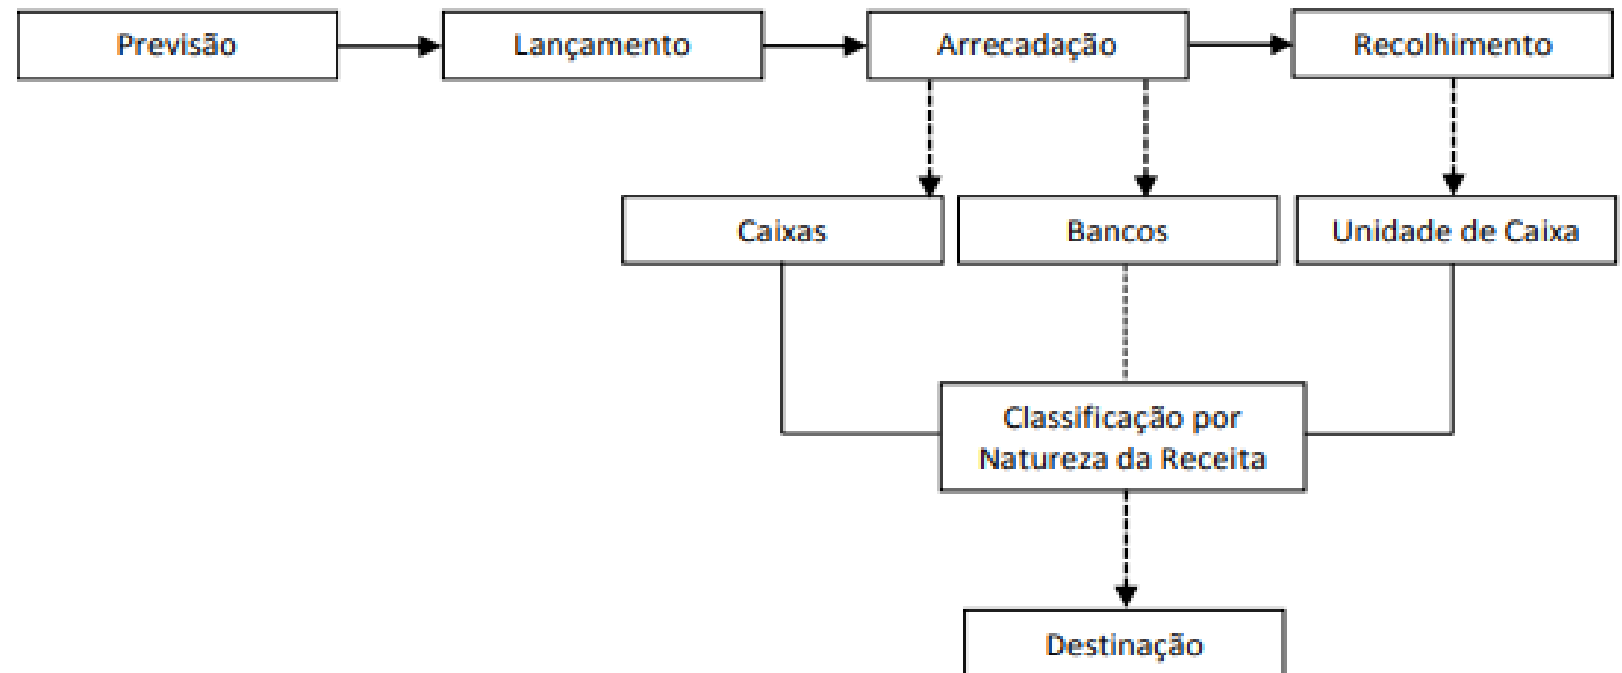 Previsão
Lançamento
Arrecadação
Recolhimento
Caixas
Bancos
Unidade de Caixa
Classificação por
Natureza da Receita
Destinação